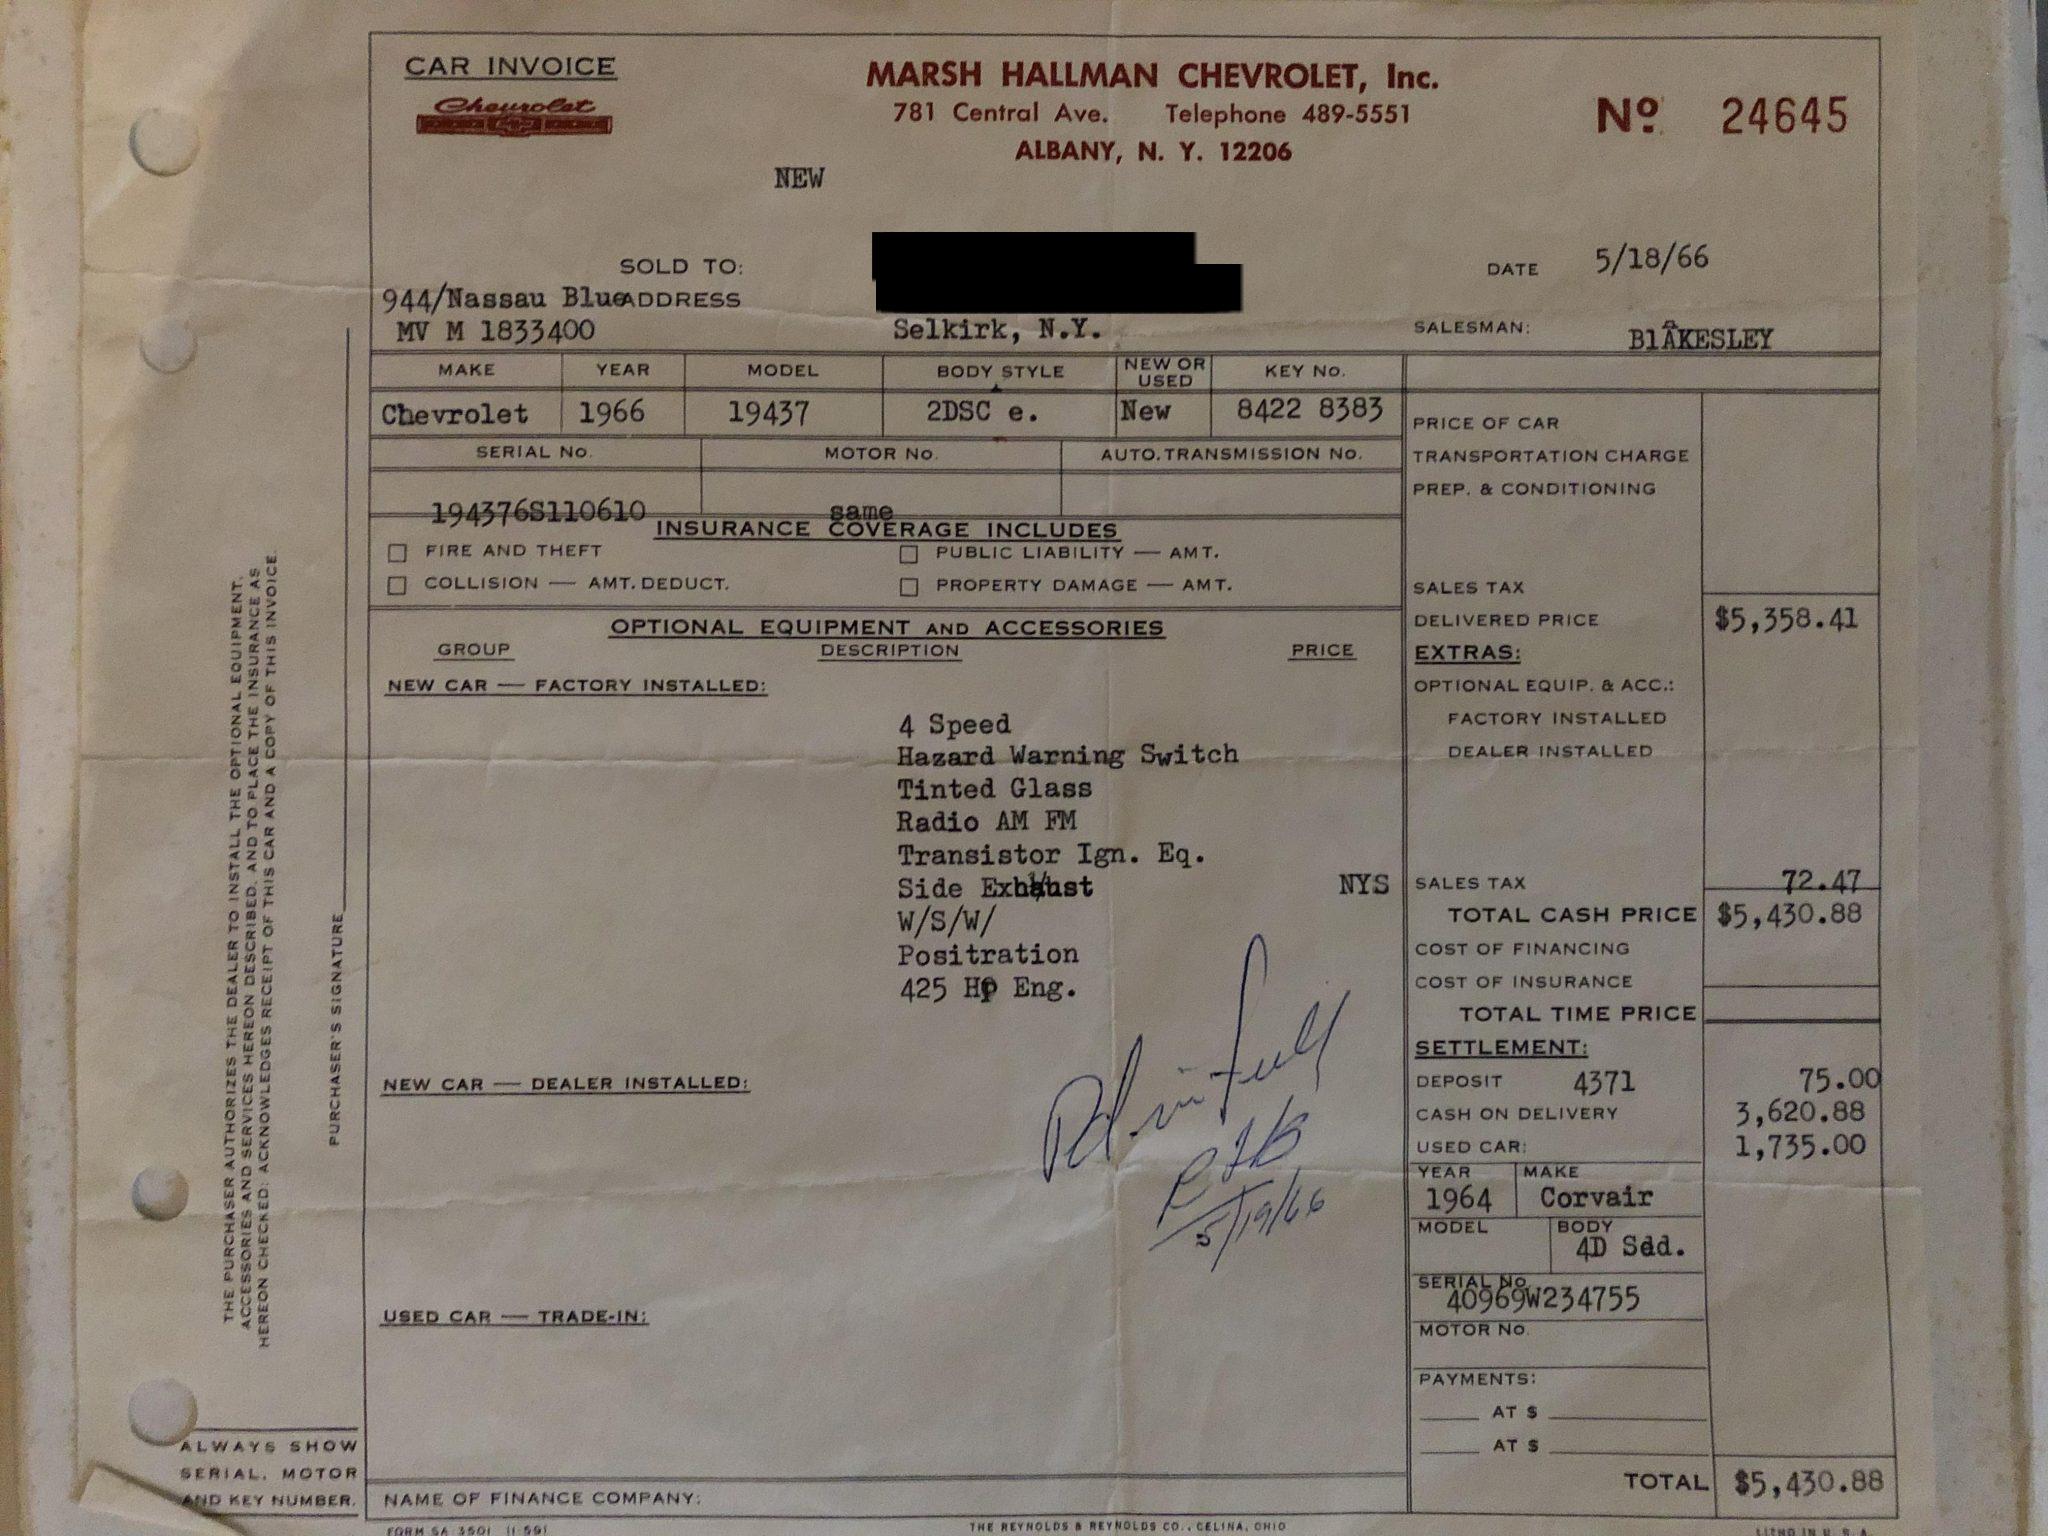 CAR INVOICE
Chevrolet
MARSH HALLMAN CHEVROLET, Inc.
781 Central Ave. Telephone 489-5551
ALBANY, N. Y. 12206
Nº 24645
NEW
SOLD TO:
DATE 5/18/66
944/Nassau Blue ADDRESS
MV M 1833400
Selkirk, N.Y.
SALESMAN: BlAKESLEY
MAKE YEAR MODEL BODY STYLE NEW OR USED KEY No.
Chevrolet 1966 19437 2DSC e. New 8422 8383
SERIAL No. MOTOR No. AUTO. TRANSMISSION No.
194376S110610 same
INSURANCE COVERAGE INCLUDES
☐ FIRE AND THEFT ☐ PUBLIC LIABILITY — AMT.
☐ COLLISION — AMT. DEDUCT. ☐ PROPERTY DAMAGE — AMT.
OPTIONAL EQUIPMENT AND ACCESSORIES
GROUP DESCRIPTION PRICE
NEW CAR — FACTORY INSTALLED:
4 Speed
Hazard Warning Switch
Tinted Glass
Radio AM FM
Transistor Ign. Eq.
Side Exhaust
W/S/W/
Positration
425 Hp Eng.
NEW CAR — DEALER INSTALLED:
5/19/66
USED CAR — TRADE-IN:
NAME OF FINANCE COMPANY:
PRICE OF CAR
TRANSPORTATION CHARGE
PREP. & CONDITIONING
SALES TAX
DELIVERED PRICE $5,358.41
EXTRAS:
OPTIONAL EQUIP. & ACC.:
FACTORY INSTALLED
DEALER INSTALLED
NYS SALES TAX 72.47
TOTAL CASH PRICE $5,430.88
COST OF FINANCING
COST OF INSURANCE
TOTAL TIME PRICE
SETTLEMENT:
DEPOSIT 4371 75.00
CASH ON DELIVERY 3,620.88
USED CAR: 1,735.00
YEAR MAKE
1964 Corvair
MODEL BODY
4D Sdd.
SERIAL No.
40969W234755
MOTOR No.
PAYMENTS:
AT $
AT $
TOTAL $5,430.88
THE PURCHASER AUTHORIZES THE DEALER TO INSTALL THE OPTIONAL EQUIPMENT,
ACCESSORIES AND SERVICES HEREON DESCRIBED, AND TO PLACE THE INSURANCE AS
HEREON CHECKED; ACKNOWLEDGES RECEIPT OF THIS CAR AND A COPY OF THIS INVOICE.
PURCHASER'S SIGNATURE
ALWAYS SHOW
SERIAL, MOTOR
AND KEY NUMBER.
FORM SA 3501 (1-59)
THE REYNOLDS & REYNOLDS CO., CELINA, OHIO
LITHO IN U. S. A.